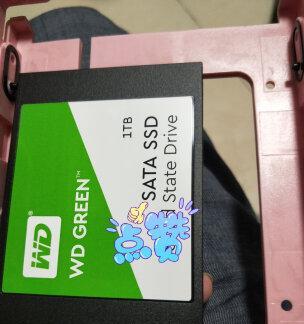 WD®
WD GREEN™
1TB
SATA SSD
State Drive